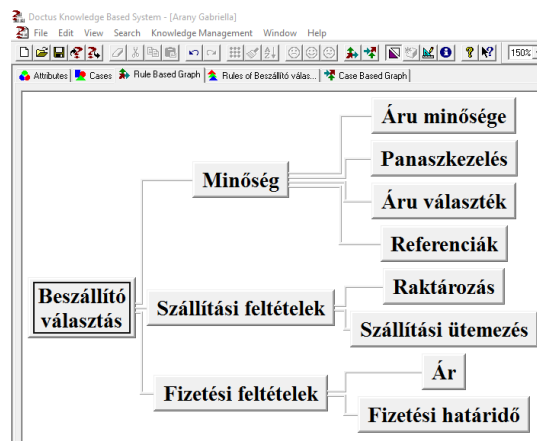 Doctus Knowledge Based System - [Arany Gabriella]
File Edit View Search Knowledge Management Window Help
150%
Attributes Cases Rule Based Graph Rules of Beszállító válas... Case Based Graph
Áru minősége
Panaszkezelés
Minőség
Áru választék
Referenciák
Beszállító
választás
Szállítási feltételek
Raktározás
Szállítási ütemezés
Fizetési feltételek
Ár
Fizetési határidő